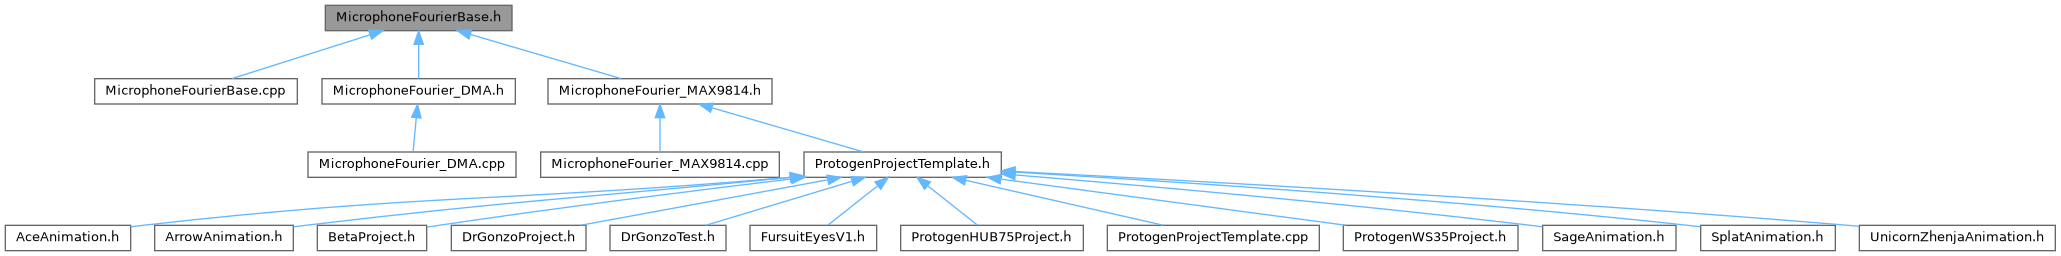 MicrophoneFourierBase.h
MicrophoneFourierBase.cpp
MicrophoneFourier_DMA.h
MicrophoneFourier_MAX9814.h
MicrophoneFourier_DMA.cpp
MicrophoneFourier_MAX9814.cpp
ProtogenProjectTemplate.h
AceAnimation.h
ArrowAnimation.h
BetaProject.h
DrGonzoProject.h
DrGonzoTest.h
FursuitEyesV1.h
ProtogenHUB75Project.h
ProtogenProjectTemplate.cpp
ProtogenWS35Project.h
SageAnimation.h
SplatAnimation.h
UnicornZhenjaAnimation.h